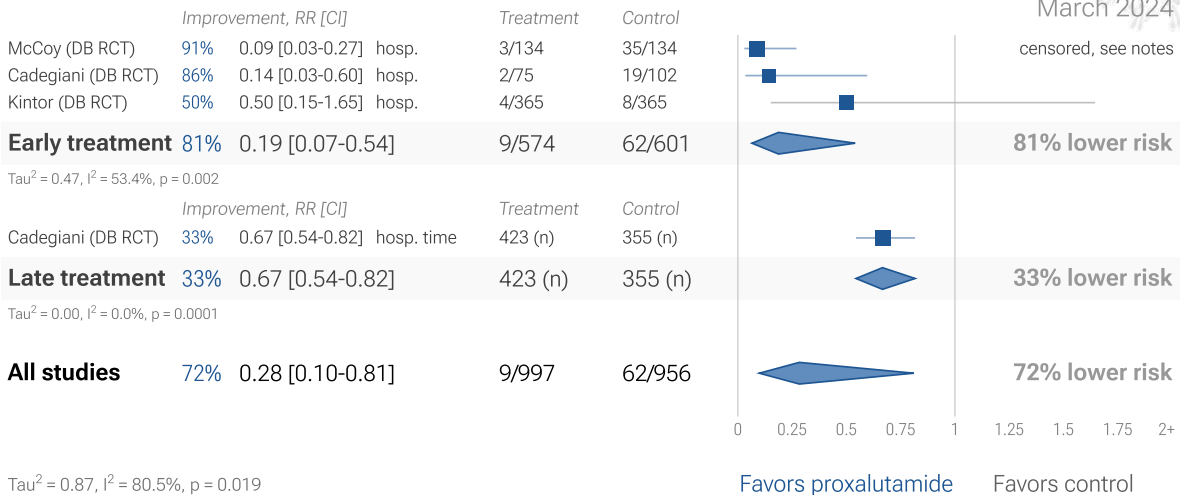 March 2024
Improvement, RR [CI] Treatment Control
McCoy (DB RCT) 91% 0.09 [0.03-0.27] hosp. 3/134 35/134 censored, see notes
Cadegiani (DB RCT) 86% 0.14 [0.03-0.60] hosp. 2/75 19/102
Kintor (DB RCT) 50% 0.50 [0.15-1.65] hosp. 4/365 8/365
Early treatment 81% 0.19 [0.07-0.54] 9/574 62/601 81% lower risk
Tau² = 0.47, I² = 53.4%, p = 0.002
Improvement, RR [CI] Treatment Control
Cadegiani (DB RCT) 33% 0.67 [0.54-0.82] hosp. time 423 (n) 355 (n)
Late treatment 33% 0.67 [0.54-0.82] 423 (n) 355 (n) 33% lower risk
Tau² = 0.00, I² = 0.0%, p = 0.0001
All studies 72% 0.28 [0.10-0.81] 9/997 62/956 72% lower risk
0 0.25 0.5 0.75 1 1.25 1.5 1.75 2+
Tau² = 0.87, I² = 80.5%, p = 0.019 Favors proxalutamide Favors control